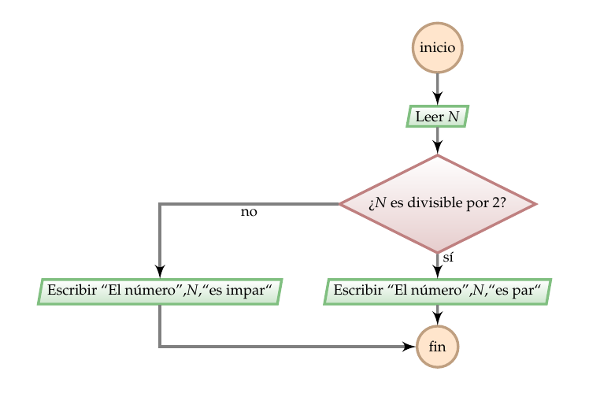 inicio
Leer N
¿N es divisible por 2?
no
sí
Escribir “El número”,N,“es impar“
Escribir “El número”,N,“es par“
fin